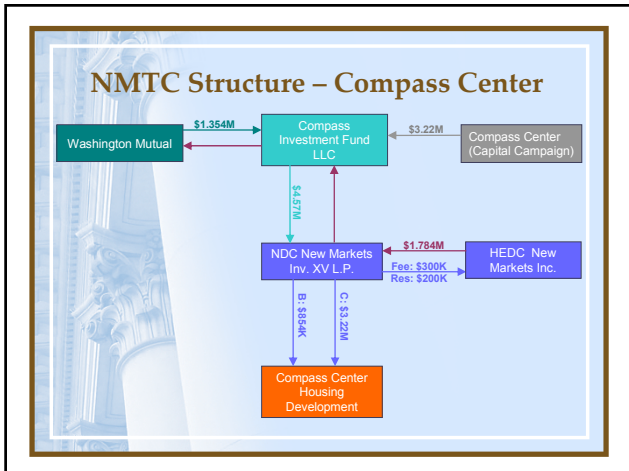 NMTC Structure – Compass Center
Washington Mutual
$1.354M
Compass
Investment Fund
LLC
$3.22M
Compass Center
(Capital Campaign)
$4.57M
NDC New Markets
Inv. XV L.P.
$1.784M
Fee: $300K
Res: $200K
HEDC New
Markets Inc.
B: $854K
C: $3.22M
Compass Center
Housing
Development